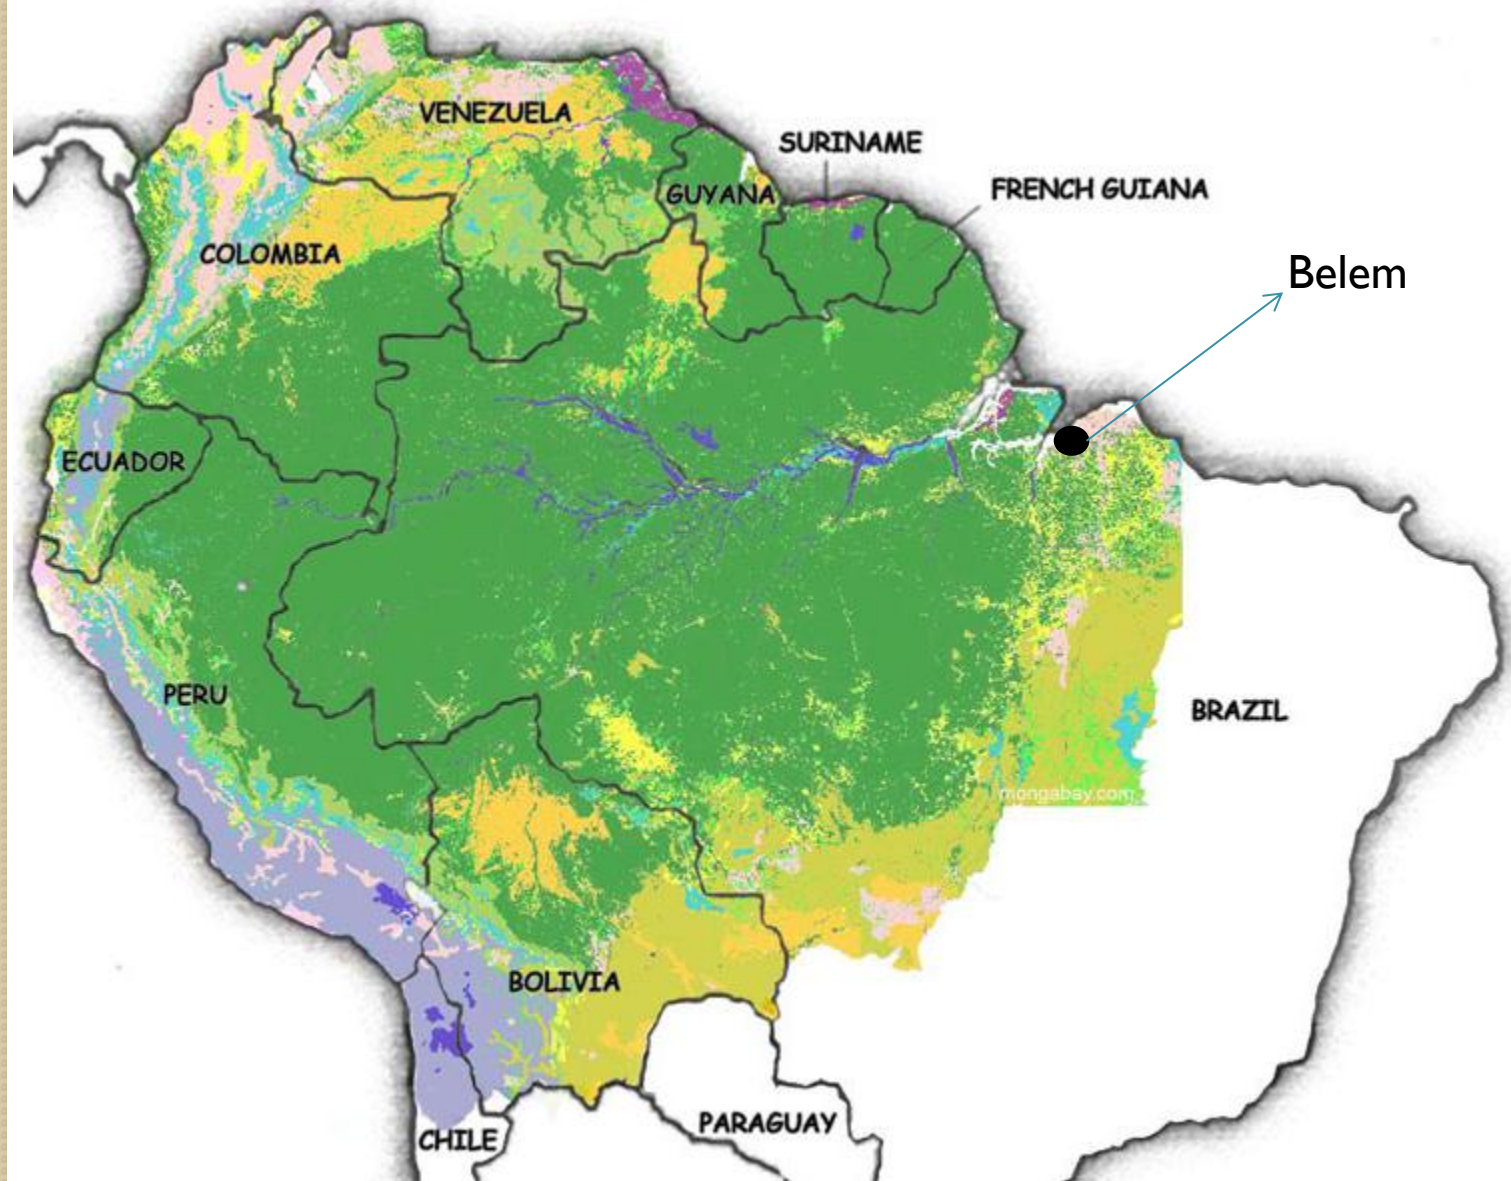 VENEZUELA
SURINAME
GUYANA
FRENCH GUIANA
COLOMBIA
Belem
ECUADOR
PERU
BRAZIL
mongabay.com
BOLIVIA
PARAGUAY
CHILE